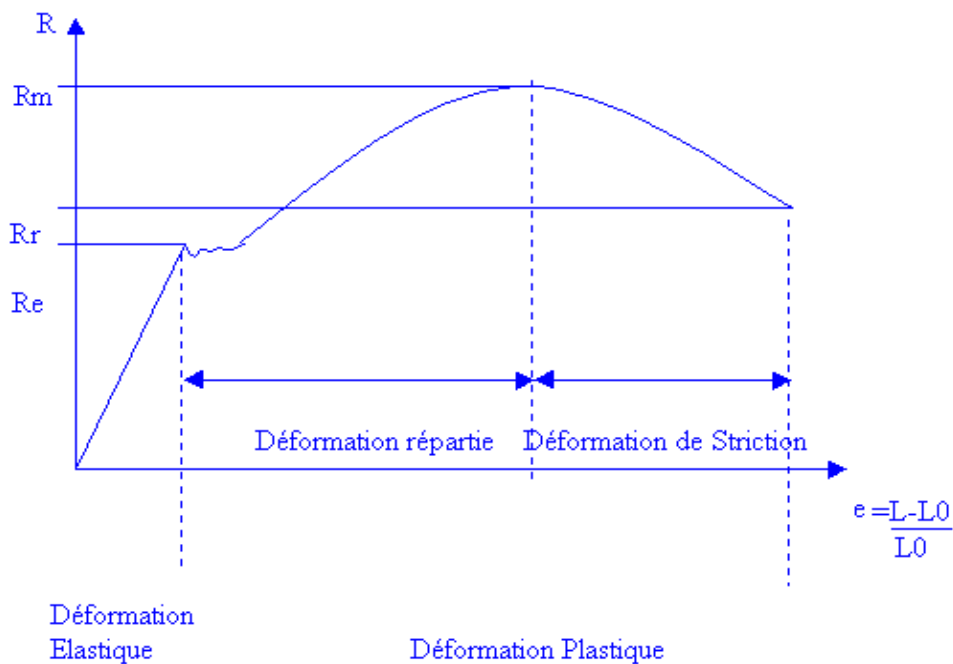 R
Rm
Rr
Re
Déformation répartie
Déformation de Striction
e =L-L0
L0
Déformation
Elastique
Déformation Plastique